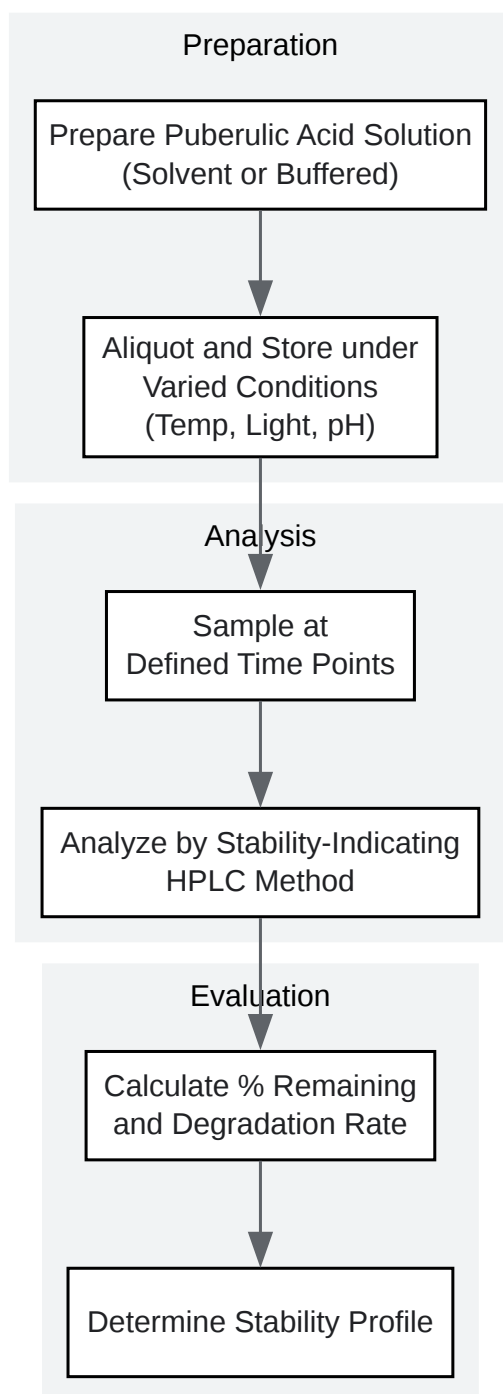 Preparation
Prepare Puberulic Acid Solution
(Solvent or Buffered)
Aliquot and Store under
Varied Conditions
(Temp, Light, pH)
Analysis
Sample at
Defined Time Points
Analyze by Stability-Indicating
HPLC Method
Evaluation
Calculate % Remaining
and Degradation Rate
Determine Stability Profile